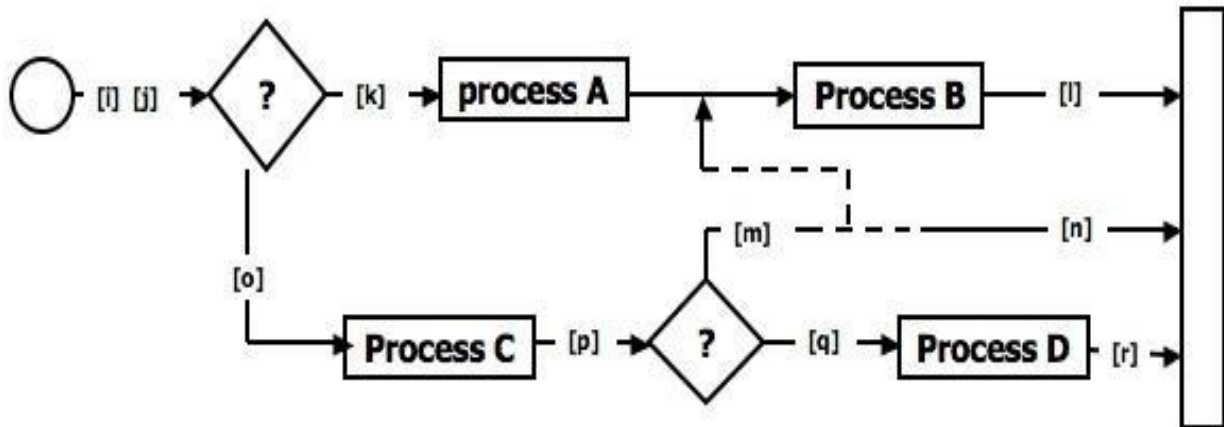 [i] [j]
?
[k]
process A
Process B
[l]
[m]
[n]
[o]
Process C
[p]
?
[q]
Process D
[r]